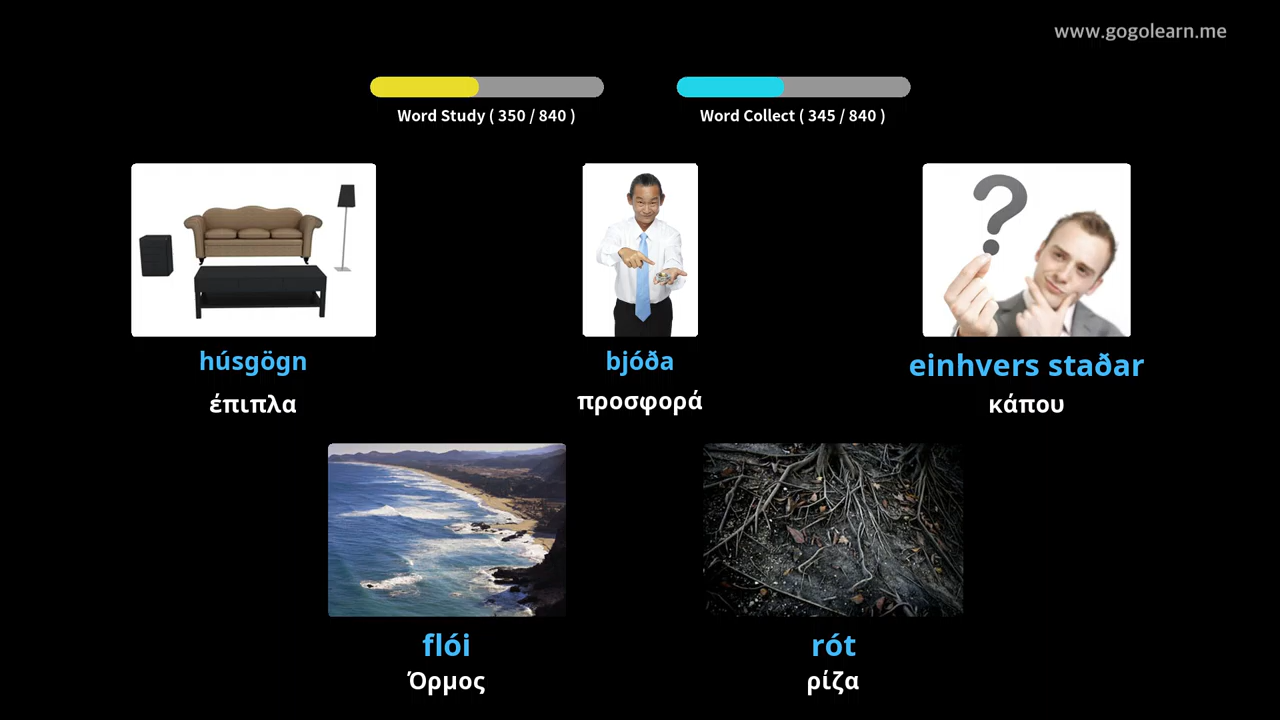 www.gogolearn.me
Word Study ( 350 / 840 )
Word Collect ( 345 / 840 )
húsgögn
έπιπλα
bjóða
προσφορά
einhvers staðar
κάπου
flói
Όρμος
rót
ρίζα